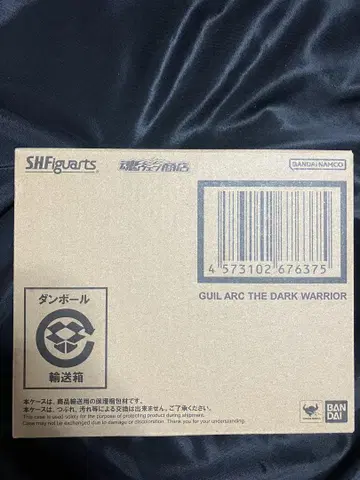 S.H.Figuarts
魂ウェブ商店
BANDAI NAMCO
4 573102 676375
GUIL ARC THE DARK WARRIOR
ダンボール
輸送箱
本ケースは、商品輸送用の保護梱包材です。
本ケースは、つぶれ、汚れ等による交換は出来ません。ご了承ください。
This case is used solely for the purpose of protecting product during shipment.
Case may not be exchanged due to damage or discoloration. Thank you for your understanding.
BAN
DAI